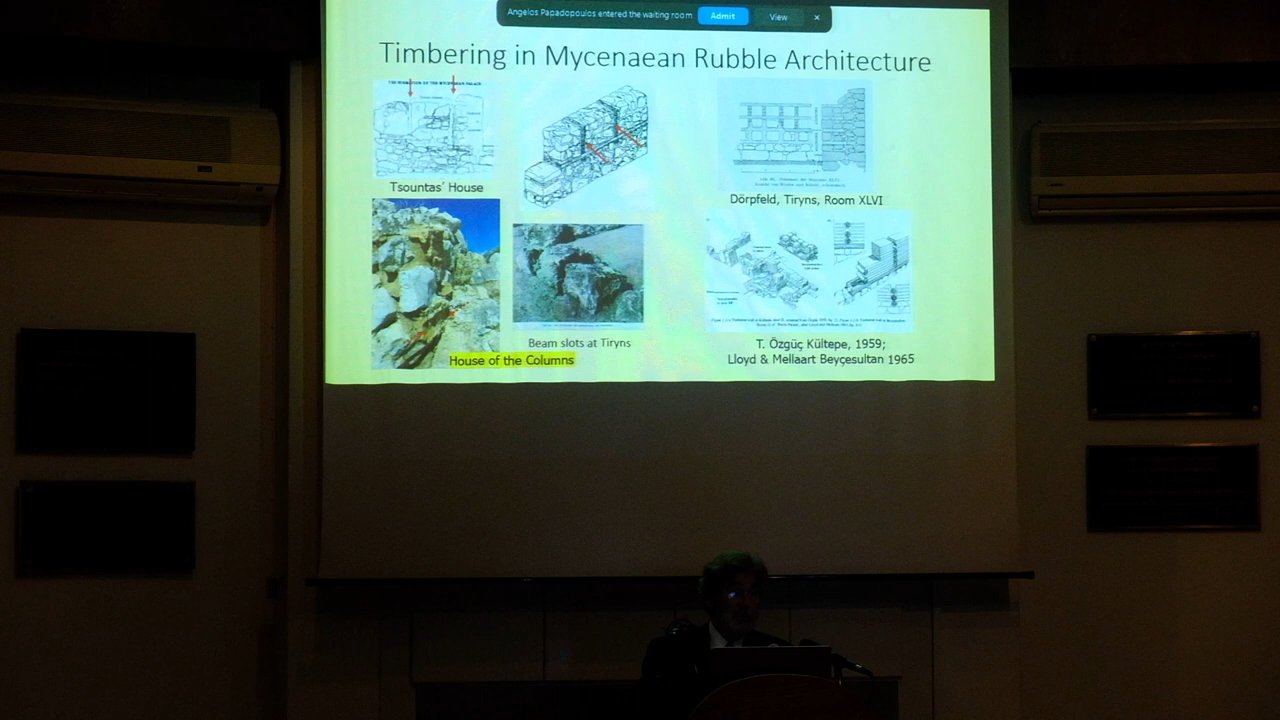 Angelos Papadopoulos entered the waiting room Admit View ×
Timbering in Mycenaean Rubble Architecture
Tsountas' House
Dörpfeld, Tiryns, Room XLVI
Beam slots at Tiryns
House of the Columns
T. Özgüç Kültepe, 1959;
Lloyd & Mellaart Beyçesultan 1965